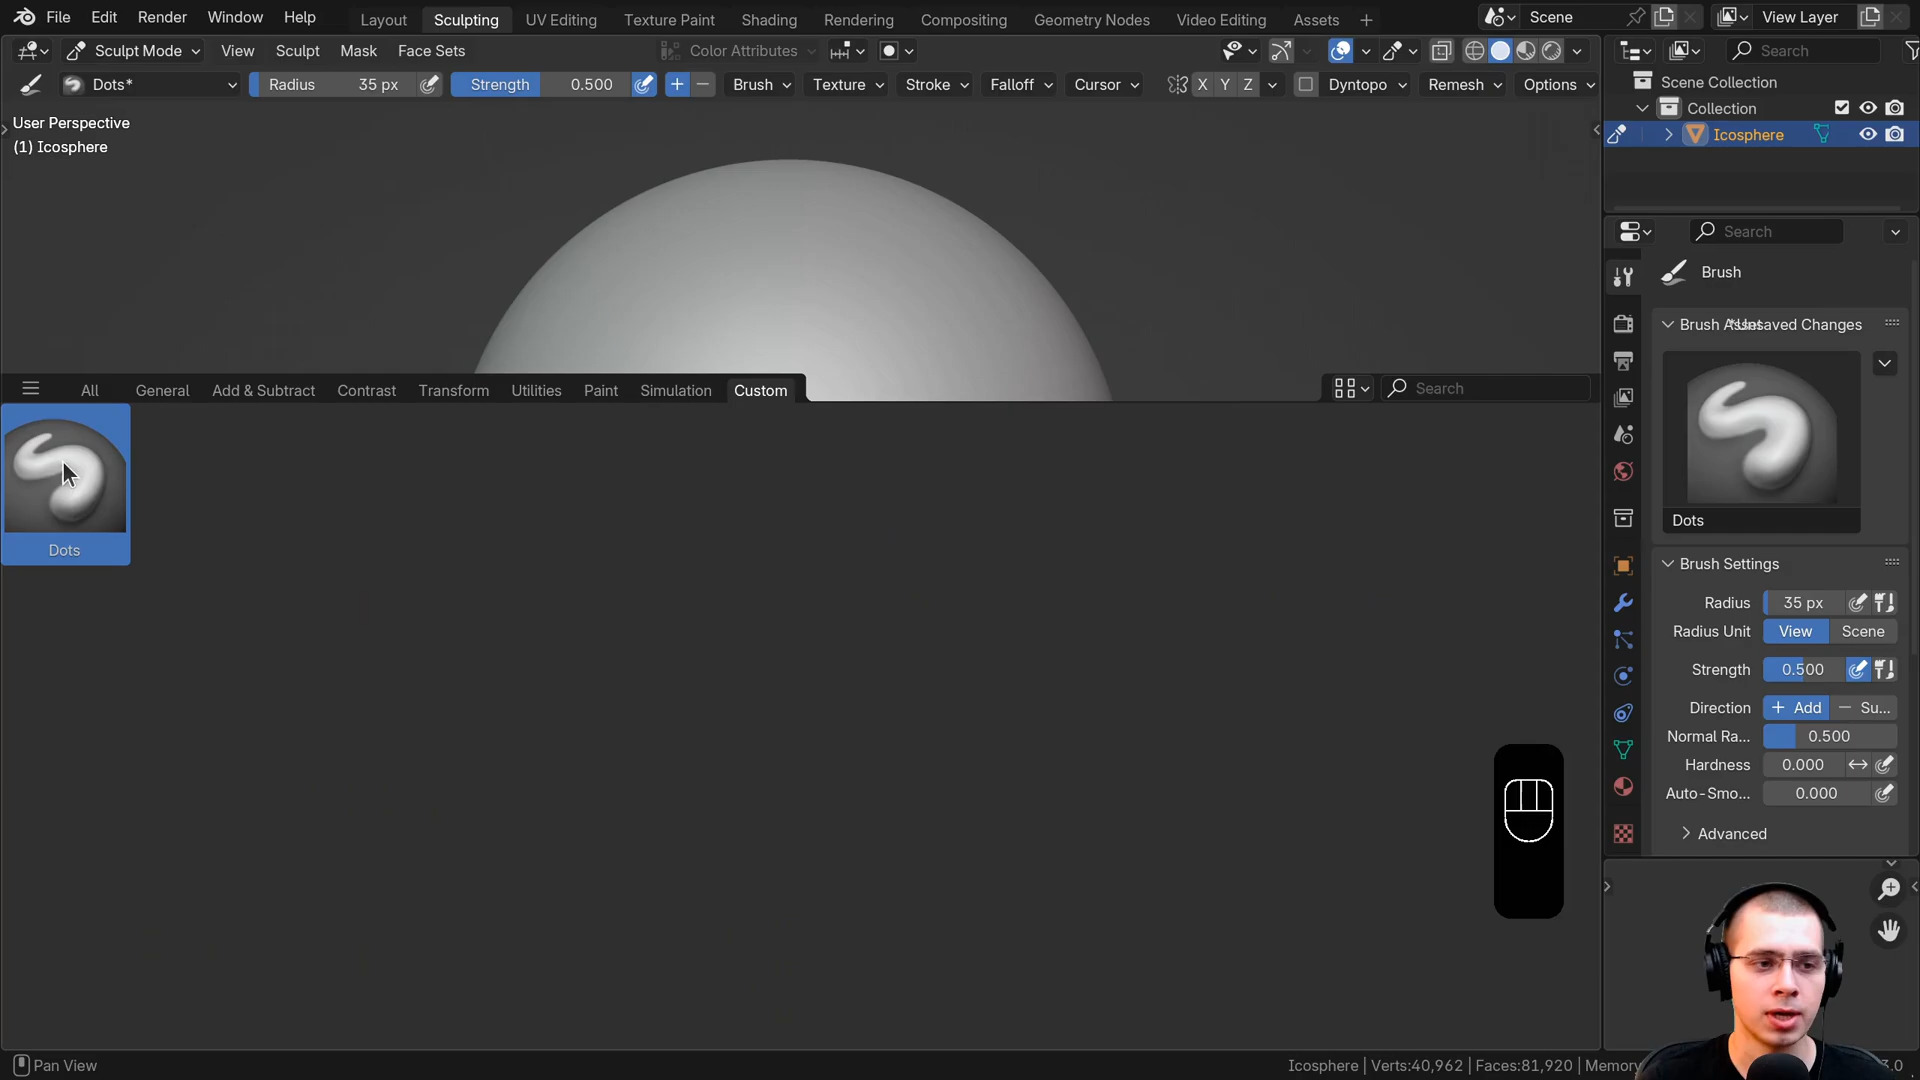 File Edit Render Window Help Layout Sculpting UV Editing Texture Paint Shading Rendering Compositing Geometry Nodes Video Editing Assets Scene View Layer
Sculpt Mode View Sculpt Mask Face Sets Color Attributes Search
Dots* Radius 35 px Strength 0.500 Brush Texture Stroke Falloff Cursor X Y Z Dyntopo Remesh Options
Scene Collection
Collection
Icosphere
User Perspective
(1) Icosphere
Search
Brush
Brush Unsaved Changes
Dots
Brush Settings
Radius 35 px
Radius Unit View Scene
Strength 0.500
Direction + Add Su...
Normal Ra... 0.500
Hardness 0.000
Auto-Smo... 0.000
Advanced
All General Add & Subtract Contrast Transform Utilities Paint Simulation Custom Search
Dots
Pan View
Icosphere | Verts:40,962 | Faces:81,920 | Memory